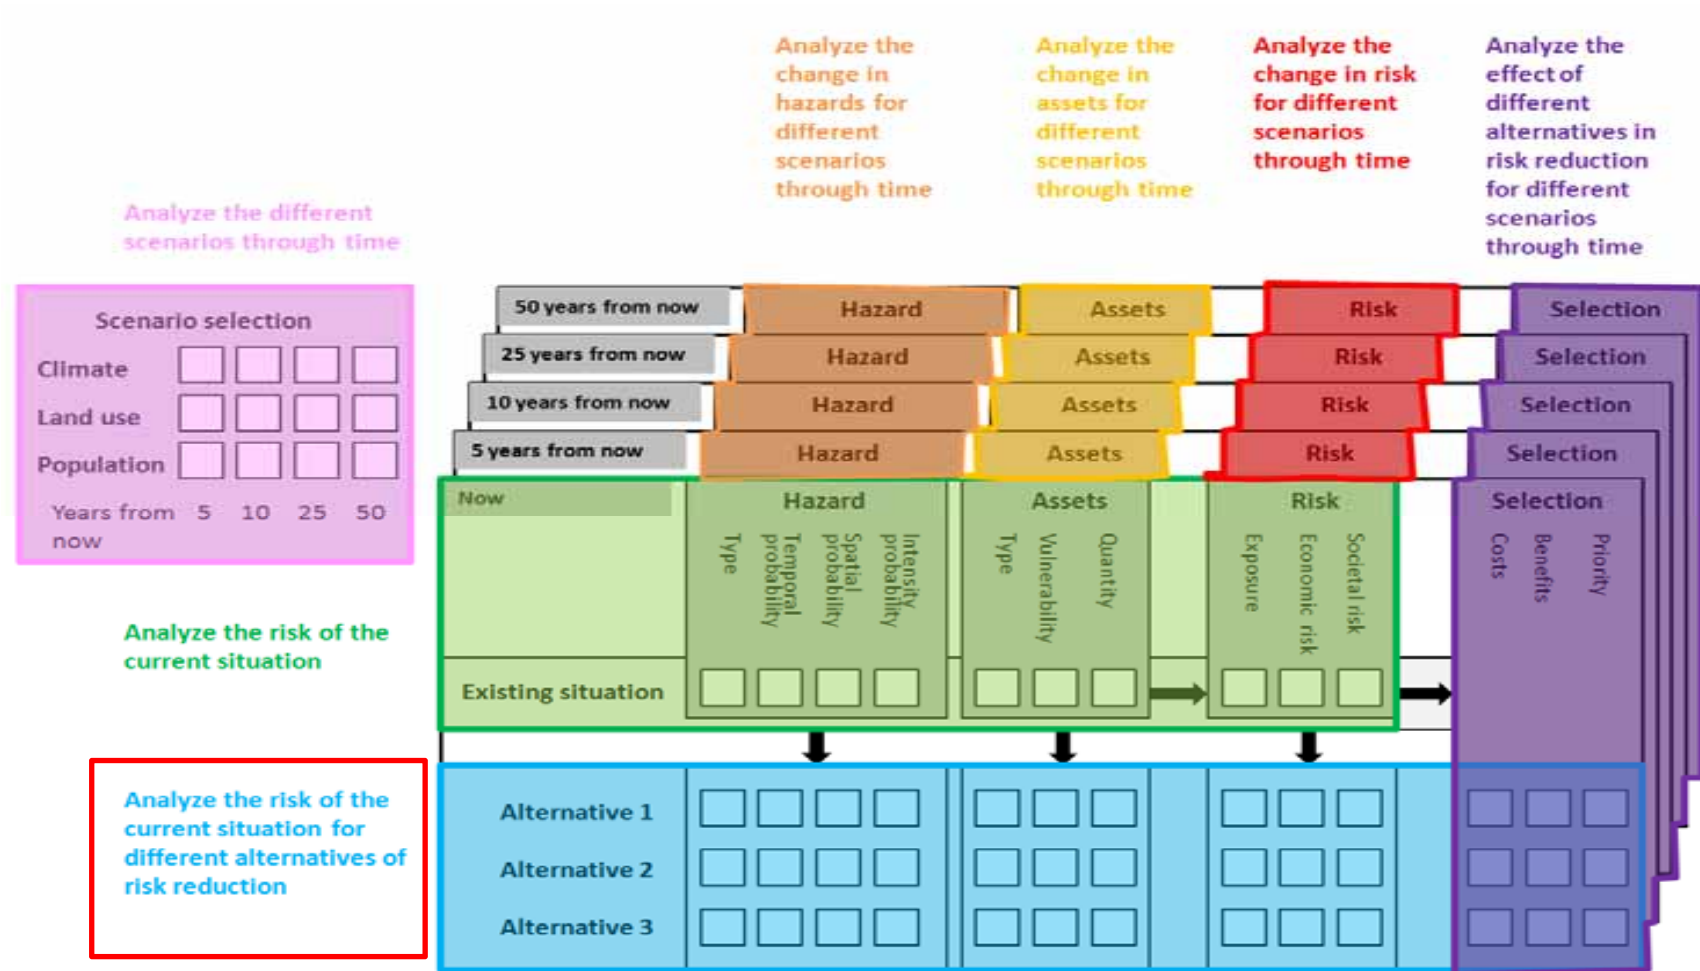 Analyze the
change in
hazards for
different
scenarios
through time
Analyze the
change in
assets for
different
scenarios
through time
Analyze the
change in risk
for different
scenarios
through time
Analyze the
effect of
different
alternatives in
risk reduction
for different
scenarios
through time
Analyze the different
scenarios through time
Scenario selection
Climate
Land use
Population
Years from 5 10 25 50
now
50 years from now Hazard Assets Risk Selection
25 years from now Hazard Assets Risk Selection
10 years from now Hazard Assets Risk Selection
5 years from now Hazard Assets Risk Selection
Now Hazard Assets Risk Selection
Type
Temporal
probability
Spatial
probability
Intensity
probability
Type
Vulnerability
Quantity
Exposure
Economic risk
Societal risk
Costs
Benefits
Priority
Analyze the risk of the
current situation
Existing situation
Analyze the risk of the
current situation for
different alternatives of
risk reduction
Alternative 1
Alternative 2
Alternative 3